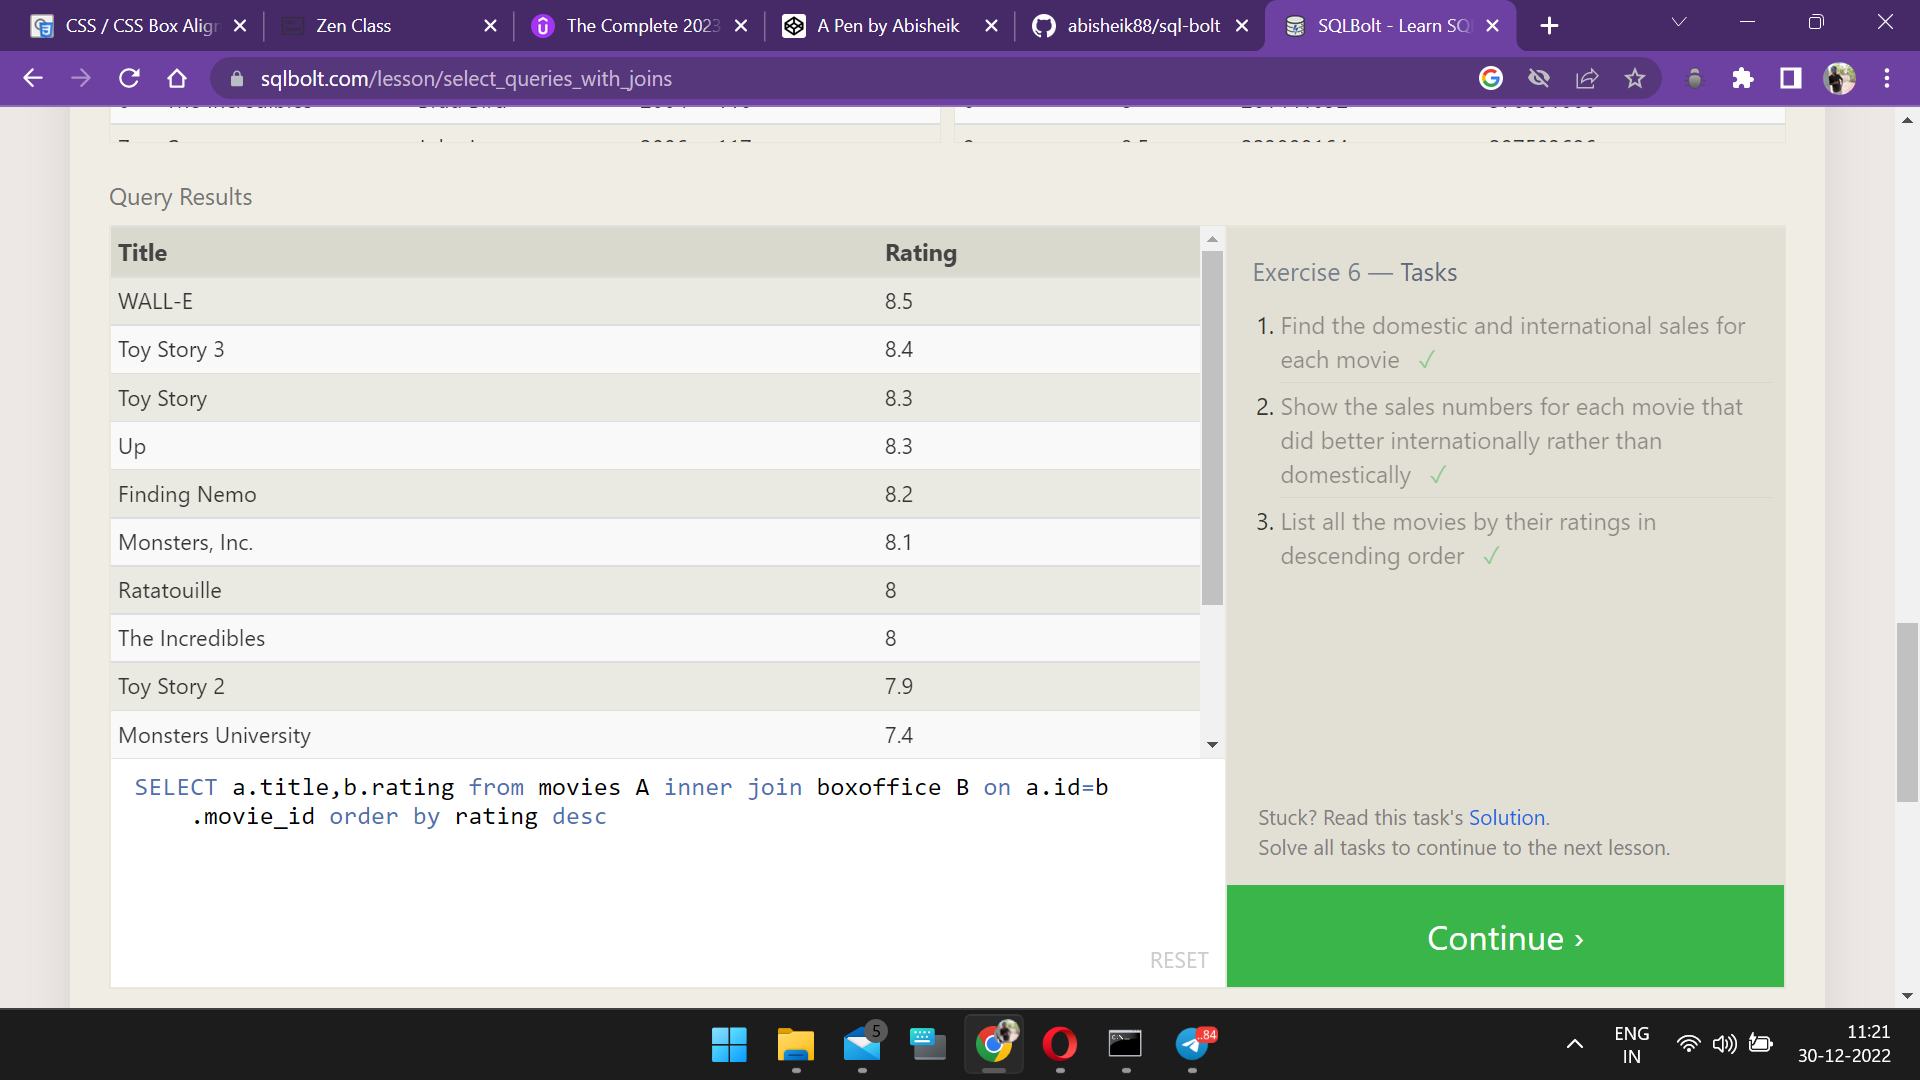 CSS / CSS Box Align
Zen Class
The Complete 2023
A Pen by Abisheik
abisheik88/sql-bolt
SQLBolt - Learn SQ
sqlbolt.com/lesson/select_queries_with_joins
Query Results
Title Rating
WALL-E 8.5
Toy Story 3 8.4
Toy Story 8.3
Up 8.3
Finding Nemo 8.2
Monsters, Inc. 8.1
Ratatouille 8
The Incredibles 8
Toy Story 2 7.9
Monsters University 7.4
SELECT a.title,b.rating from movies A inner join boxoffice B on a.id=b
.movie_id order by rating desc
RESET
Exercise 6 — Tasks
1. Find the domestic and international sales for
each movie ✓
2. Show the sales numbers for each movie that
did better internationally rather than
domestically ✓
3. List all the movies by their ratings in
descending order ✓
Stuck? Read this task's Solution.
Solve all tasks to continue to the next lesson.
Continue ›
5
..84
ENG
IN
11:21
30-12-2022